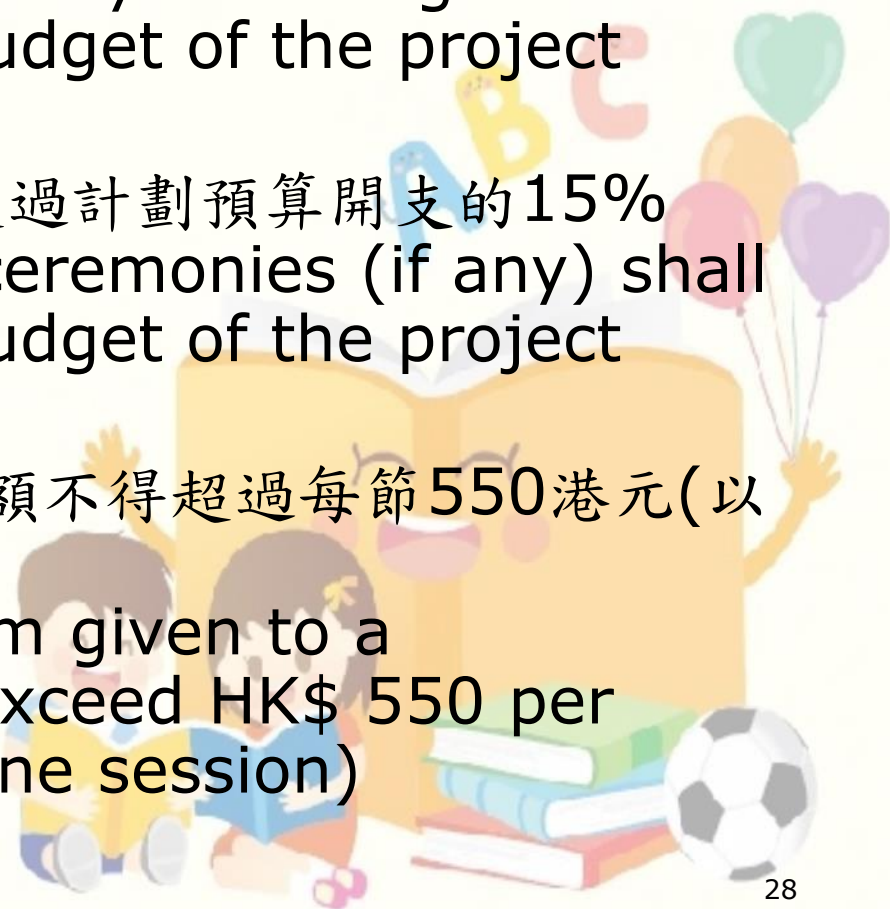 udget of the project
過計劃預算開支的15%
ceremonies (if any) shall
udget of the project
額不得超過每節550港元(以
m given to a
xceed HK$ 550 per
ne session)
ABC
28